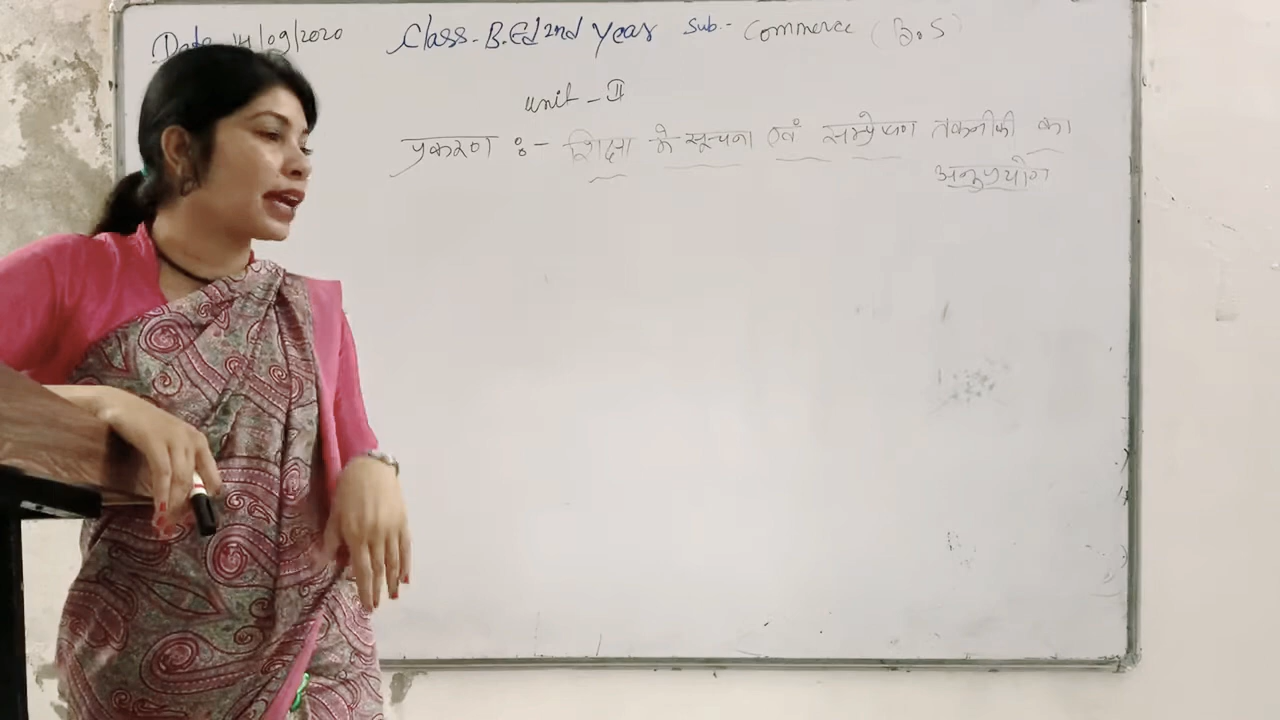 Date 14/09/2020 Class-B.Ed 2nd Year Sub.- Commerce (B.S)
Unit-II
प्रकरण :- शिक्षा मे सूचना एवं सम्प्रेषण तकनीकी का
अनुप्रयोग